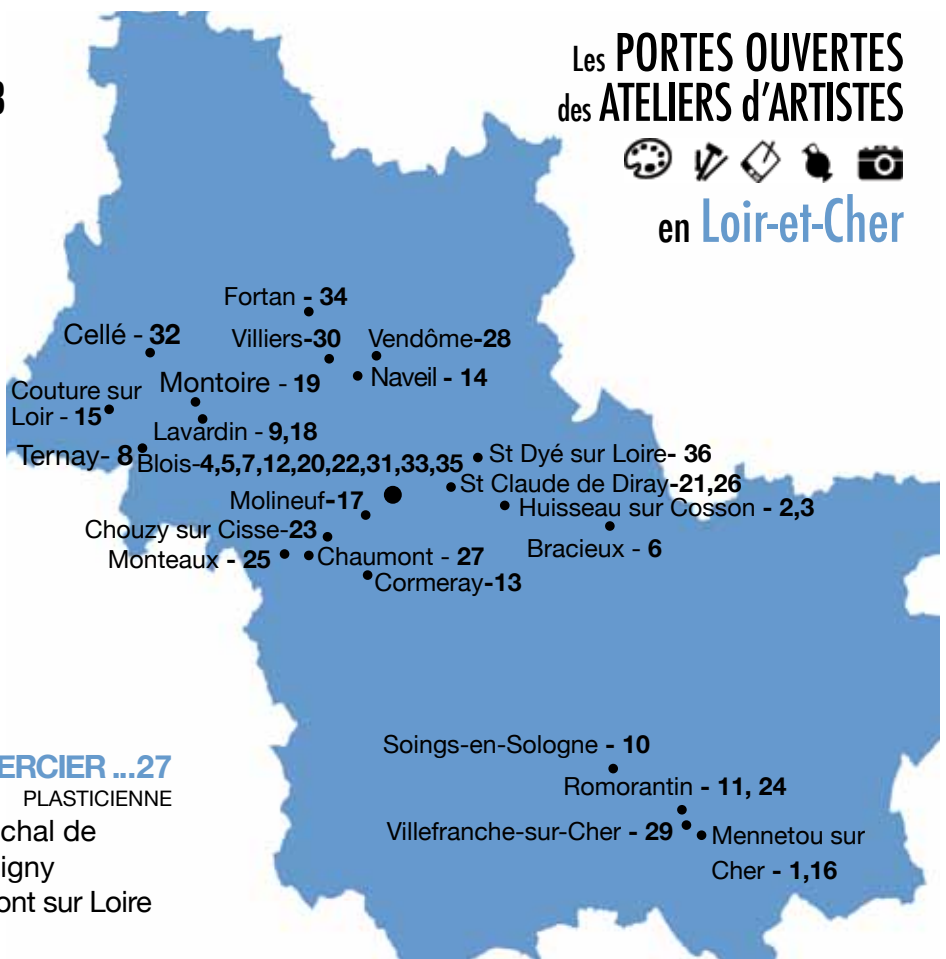 3
Les PORTES OUVERTES
des ATELIERS d'ARTISTES
en Loir-et-Cher
Fortan - 34
Cellé - 32
Villiers-30
Vendôme-28
Naveil - 14
Couture sur
Loir - 15
Montoire - 19
Lavardin - 9,18
Ternay- 8
Blois-4,5,7,12,20,22,31,33,35
St Dyé sur Loire- 36
St Claude de Diray-21,26
Molineuf-17
Huisseau sur Cosson - 2,3
Chouzy sur Cisse-23
Bracieux - 6
Monteaux - 25
Chaumont - 27
Cormeray-13
Soings-en-Sologne - 10
Romorantin - 11, 24
Villefranche-sur-Cher - 29
Mennetou sur
Cher - 1,16
ERCIER ...27
PLASTICIENNE
chal de
igny
ont sur Loire